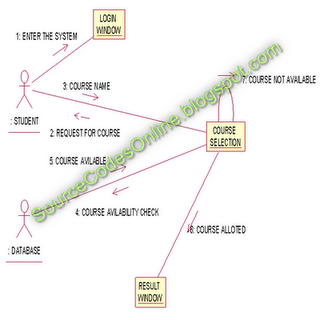 LOGIN
WINDOW
1: ENTER THE SYSTEM
3: COURSE NAME
7: COURSE NOT AVAILABLE
: STUDENT
2: REQUEST FOR COURSE
COURSE
SELECTION
5: COURSE AVILABLE
4: COURSE AVILABILITY CHECK
: DATABASE
6: COURSE ALLOTED
RESULT
WINDOW
SourceCodesOnline.blogspot.com